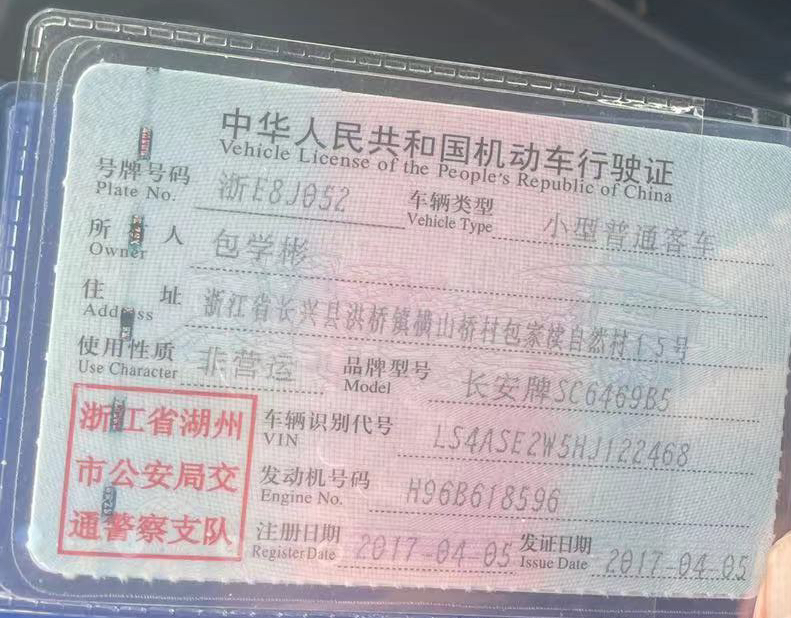 中华人民共和国机动车行驶证
Vehicle License of the People's Republic of China
号牌号码 浙E8J052 车辆类型 小型普通客车
Plate No. Vehicle Type
所 人 包学彬
Owner
住 址 浙江省长兴县洪桥镇横山桥村包家渎自然村15号
Address
使用性质 非营运 品牌型号 长安牌SC6469B5
Use Character Model
浙江省湖州
市公安局交
通警察支队
车辆识别代号 LS4ASE2W5HJ122468
VIN
发动机号码 H96B618596
Engine No.
注册日期 2017-04-05 发证日期 2017-04-05
Register Date Issue Date